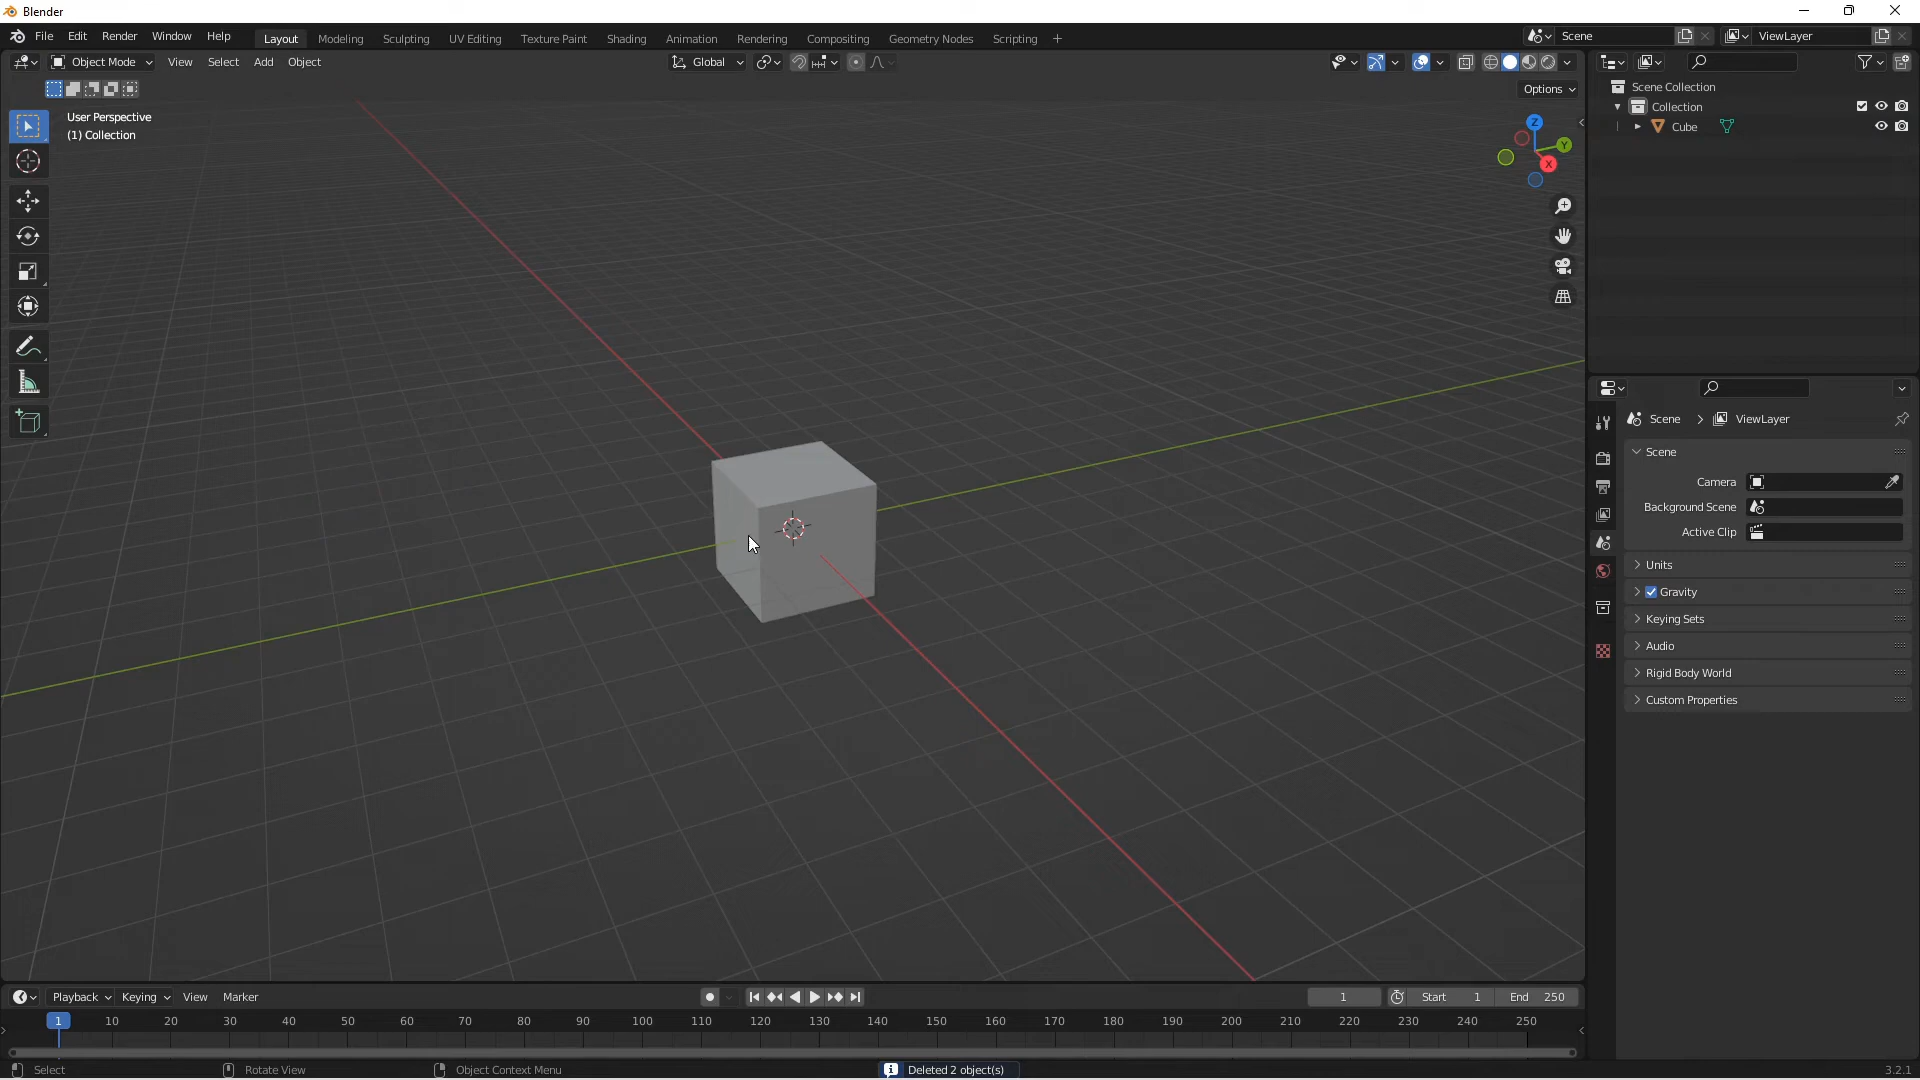 Blender
File Edit Render Window Help Layout Modeling Sculpting UV Editing Texture Paint Shading Animation Rendering Compositing Geometry Nodes Scripting + Scene ViewLayer
Object Mode View Select Add Object Global
Options
User Perspective
(1) Collection
Z
Y
X
Scene Collection
Collection
Cube
Scene > ViewLayer
Scene
Camera
Background Scene
Active Clip
Units
Gravity
Keying Sets
Audio
Rigid Body World
Custom Properties
Playback Keying View Marker 1 Start 1 End 250
1 10 20 30 40 50 60 70 80 90 100 110 120 130 140 150 160 170 180 190 200 210 220 230 240 250
Select Rotate View Object Context Menu Deleted 2 object(s) 3.2.1